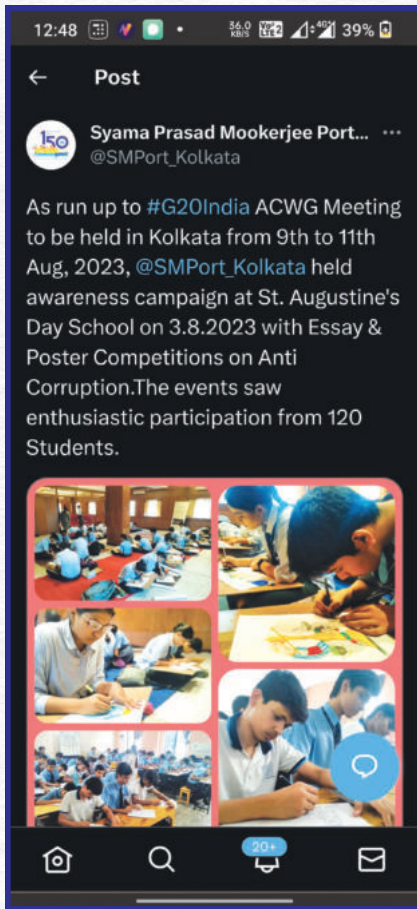 12:48 36.0 KB/S VoLTE2 4G 39%
Post
150
Syama Prasad Mookerjee Port...
@SMPort_Kolkata
As run up to #G20India ACWG Meeting
to be held in Kolkata from 9th to 11th
Aug, 2023, @SMPort_Kolkata held
awareness campaign at St. Augustine's
Day School on 3.8.2023 with Essay &
Poster Competitions on Anti
Corruption.The events saw
enthusiastic participation from 120
Students.
20+